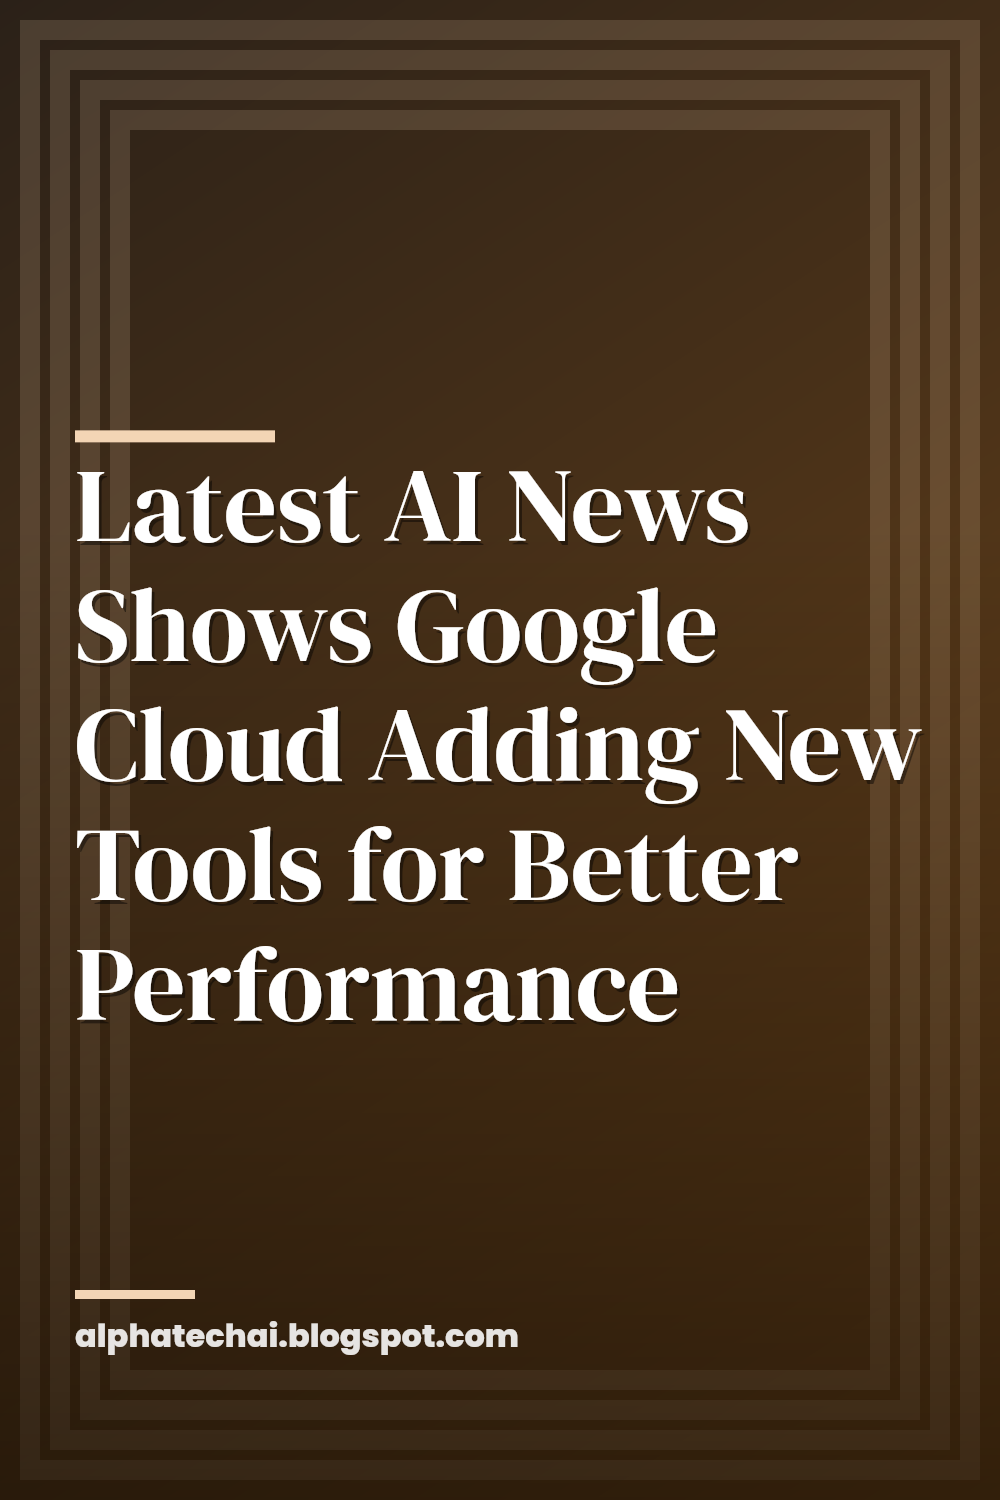 Latest AI News
Shows Google
Cloud Adding New
Tools for Better
Performance
alphatechai.blogspot.com